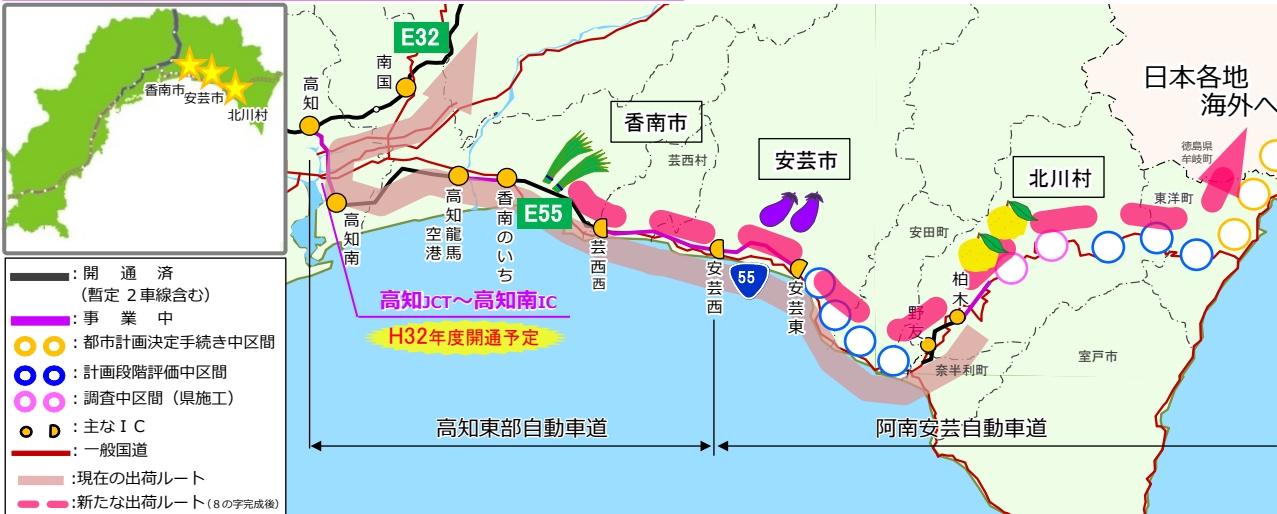 香南市
安芸市
北川村
：開　通　済
（暫定 ２車線含む）
：事　業　中
：都市計画決定手続き中区間
：計画段階評価中区間
：調査中区間（県施工）
：主なＩＣ
：一般国道
：現在の出荷ルート
：新たな出荷ルート（８の字完成後）
E32
南国
高知
高知南
高知龍馬空港
香南のいち
E55
芸西西
安芸西
55
安芸東
野友
柏木
香南市
芸西村
安芸市
安田町
北川村
奈半利町
室戸市
東洋町
徳島県
牟岐町
日本各地
海外へ
高知JCT～高知南IC
H32年度開通予定
高知東部自動車道
阿南安芸自動車道